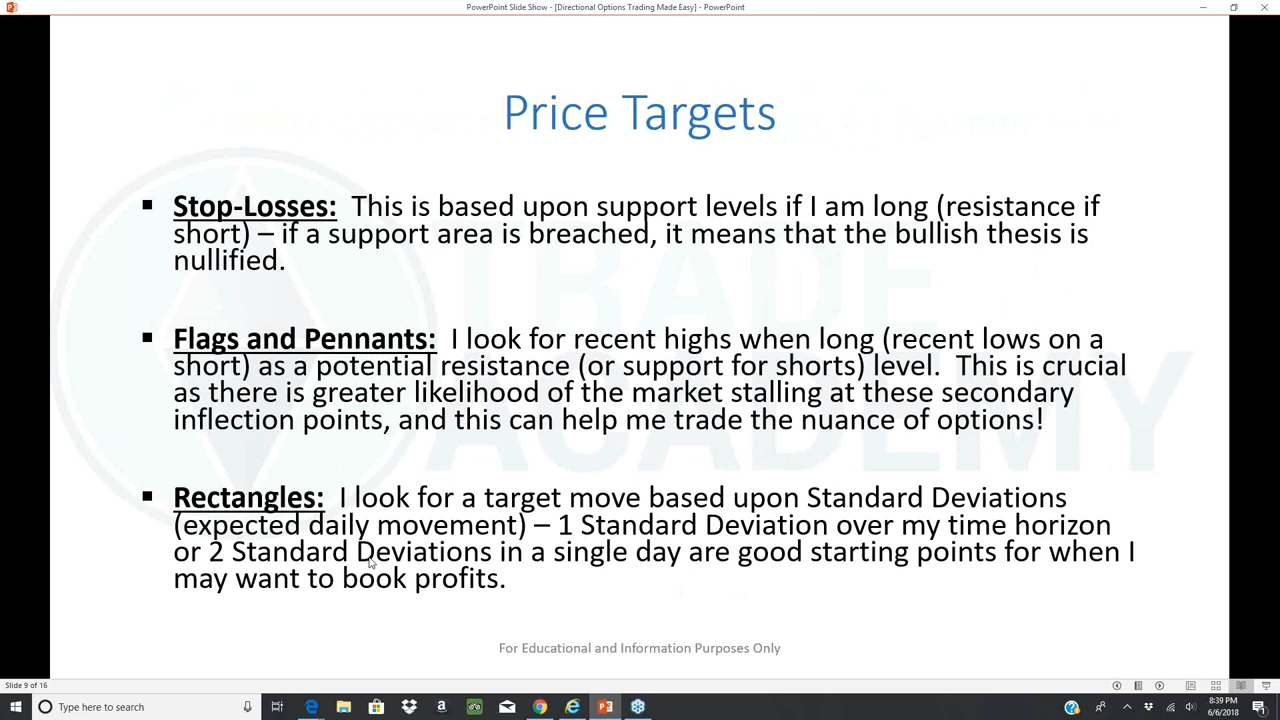 PowerPoint Slide Show - [Directional Options Trading Made Easy] - PowerPoint
Price Targets
▪ Stop-Losses: This is based upon support levels if I am long (resistance if
short) – if a support area is breached, it means that the bullish thesis is
nullified.
▪ Flags and Pennants: I look for recent highs when long (recent lows on a
short) as a potential resistance (or support for shorts) level. This is crucial
as there is greater likelihood of the market stalling at these secondary
inflection points, and this can help me trade the nuance of options!
▪ Rectangles: I look for a target move based upon Standard Deviations
(expected daily movement) – 1 Standard Deviation over my time horizon
or 2 Standard Deviations in a single day are good starting points for when I
may want to book profits.
TRADE
ACADEMY
For Educational and Information Purposes Only
Slide 9 of 16
Type here to search
8:39 PM
6/6/2018